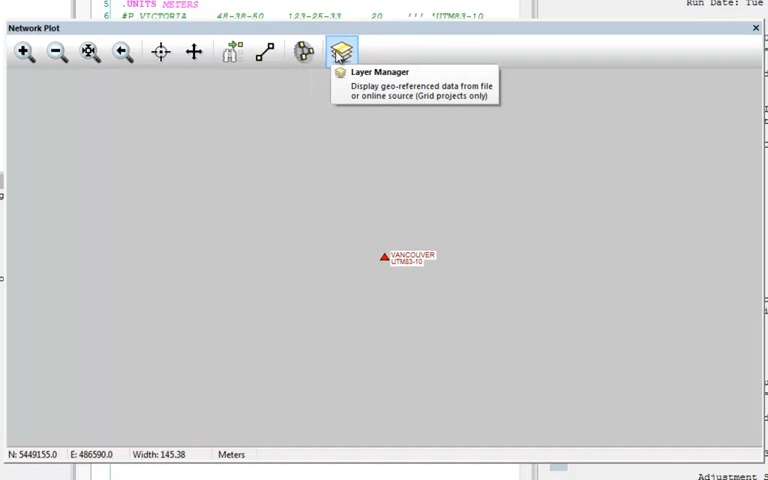 5 .UNITS METERS
Run Date: Tue
6 #P VICTORIA 48-38-50 123-25-33 20 !!! 'UTM83-10
Network Plot
Layer Manager
Display geo-referenced data from file
or online source (Grid projects only)
VANCOUVER
UTM83-10
N: 5449155.0 E: 486590.0 Width: 145.38 Meters
Adjustment S